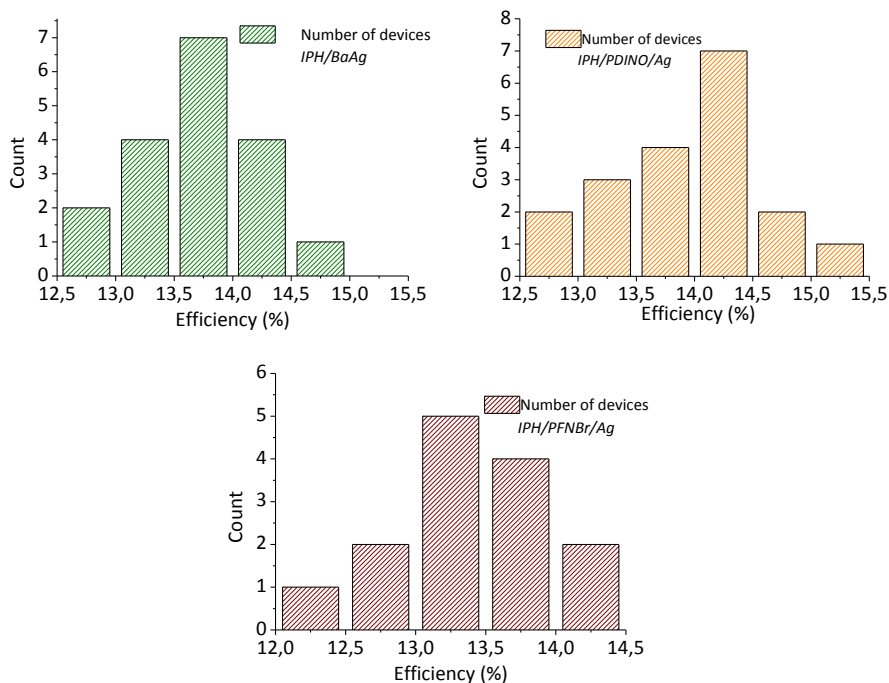 Number of devices
IPH/BaAg
7
6
5
4
3
2
1
0
Count
12,5 13,0 13,5 14,0 14,5 15,0 15,5
Efficiency (%)
Number of devices
IPH/PDINO/Ag
8
7
6
5
4
3
2
1
0
Count
12,5 13,0 13,5 14,0 14,5 15,0 15,5
Efficiency (%)
Number of devices
IPH/PFNBr/Ag
6
5
4
3
2
1
0
Count
12,0 12,5 13,0 13,5 14,0 14,5
Efficiency (%)